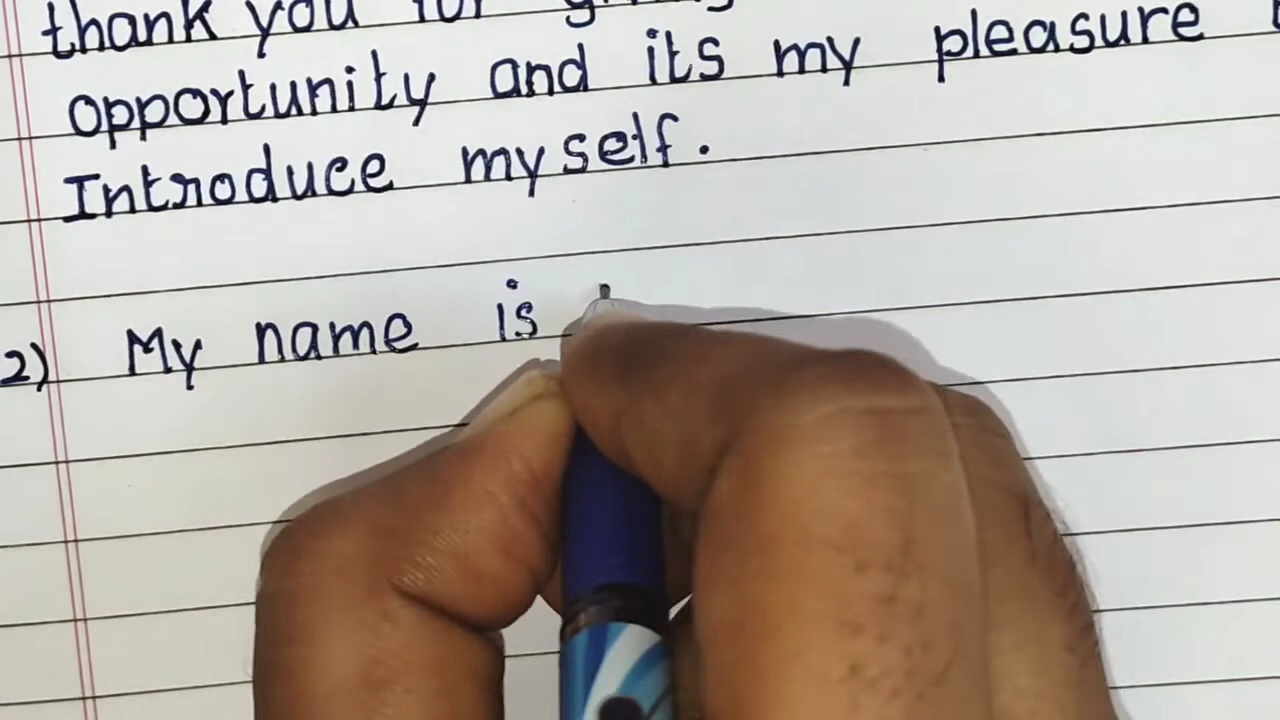 thank you for
opportunity and its my pleasure
Introduce myself.
2) My name is